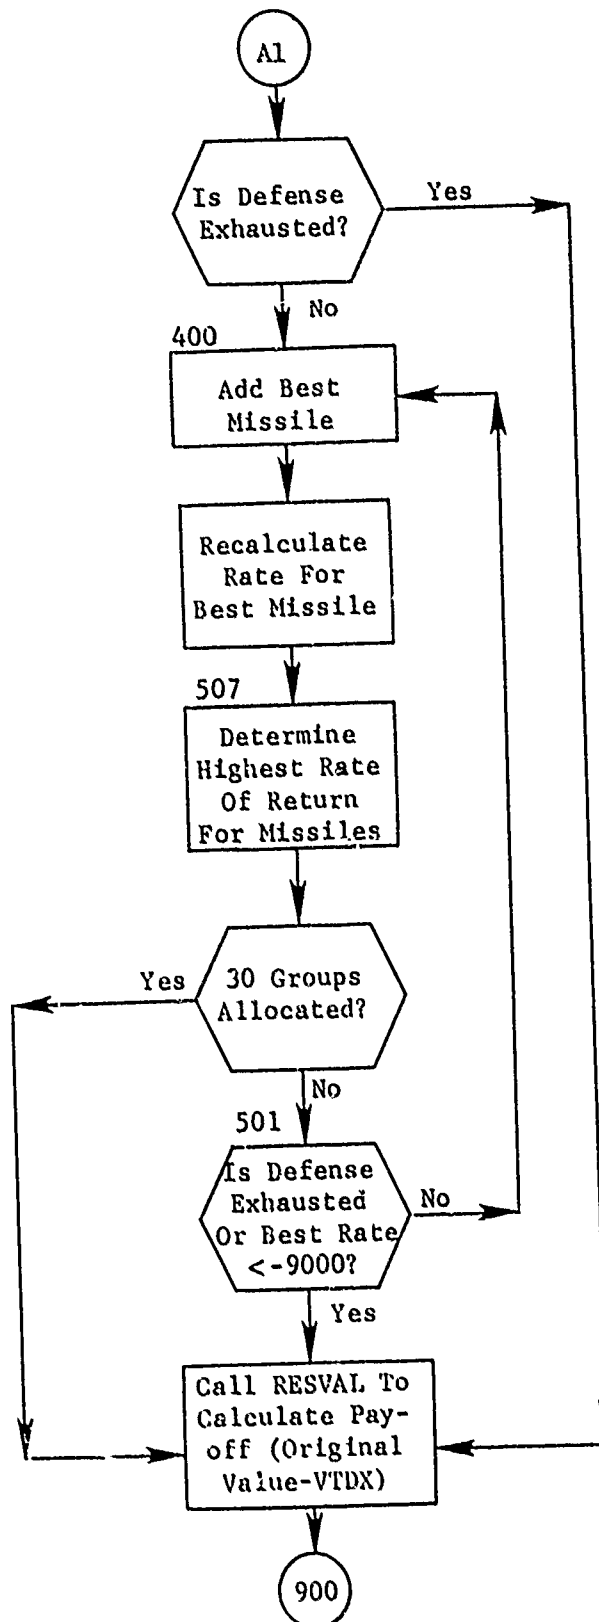 A1
Is Defense
Exhausted?
Yes
No
400
Add Best
Missile
Recalculate
Rate For
Best Missile
507
Determine
Highest Rate
Of Return
For Missiles
Yes
30 Groups
Allocated?
No
501
Is Defense
Exhausted
Or Best Rate
<-9000?
No
Yes
Call RESVAL To
Calculate Pay-
off (Original
Value-VTDX)
900